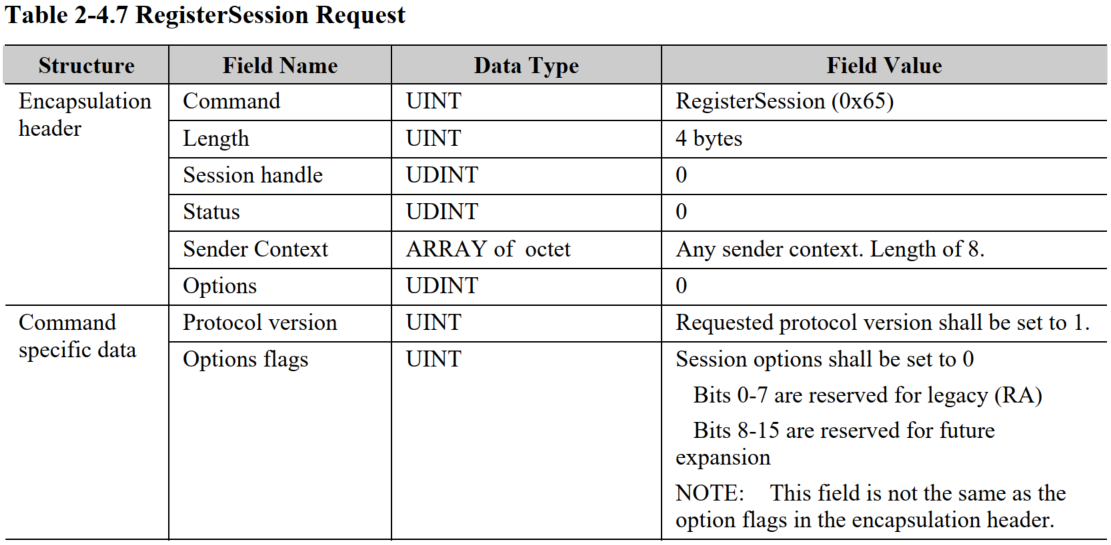 Table 2-4.7 RegisterSession Request
Structure Field Name Data Type Field Value
Encapsulation header Command UINT RegisterSession (0x65)
Length UINT 4 bytes
Session handle UDINT 0
Status UDINT 0
Sender Context ARRAY of octet Any sender context. Length of 8.
Options UDINT 0
Command specific data Protocol version UINT Requested protocol version shall be set to 1.
Options flags UINT Session options shall be set to 0
Bits 0-7 are reserved for legacy (RA)
Bits 8-15 are reserved for future
expansion
NOTE: This field is not the same as the
option flags in the encapsulation header.